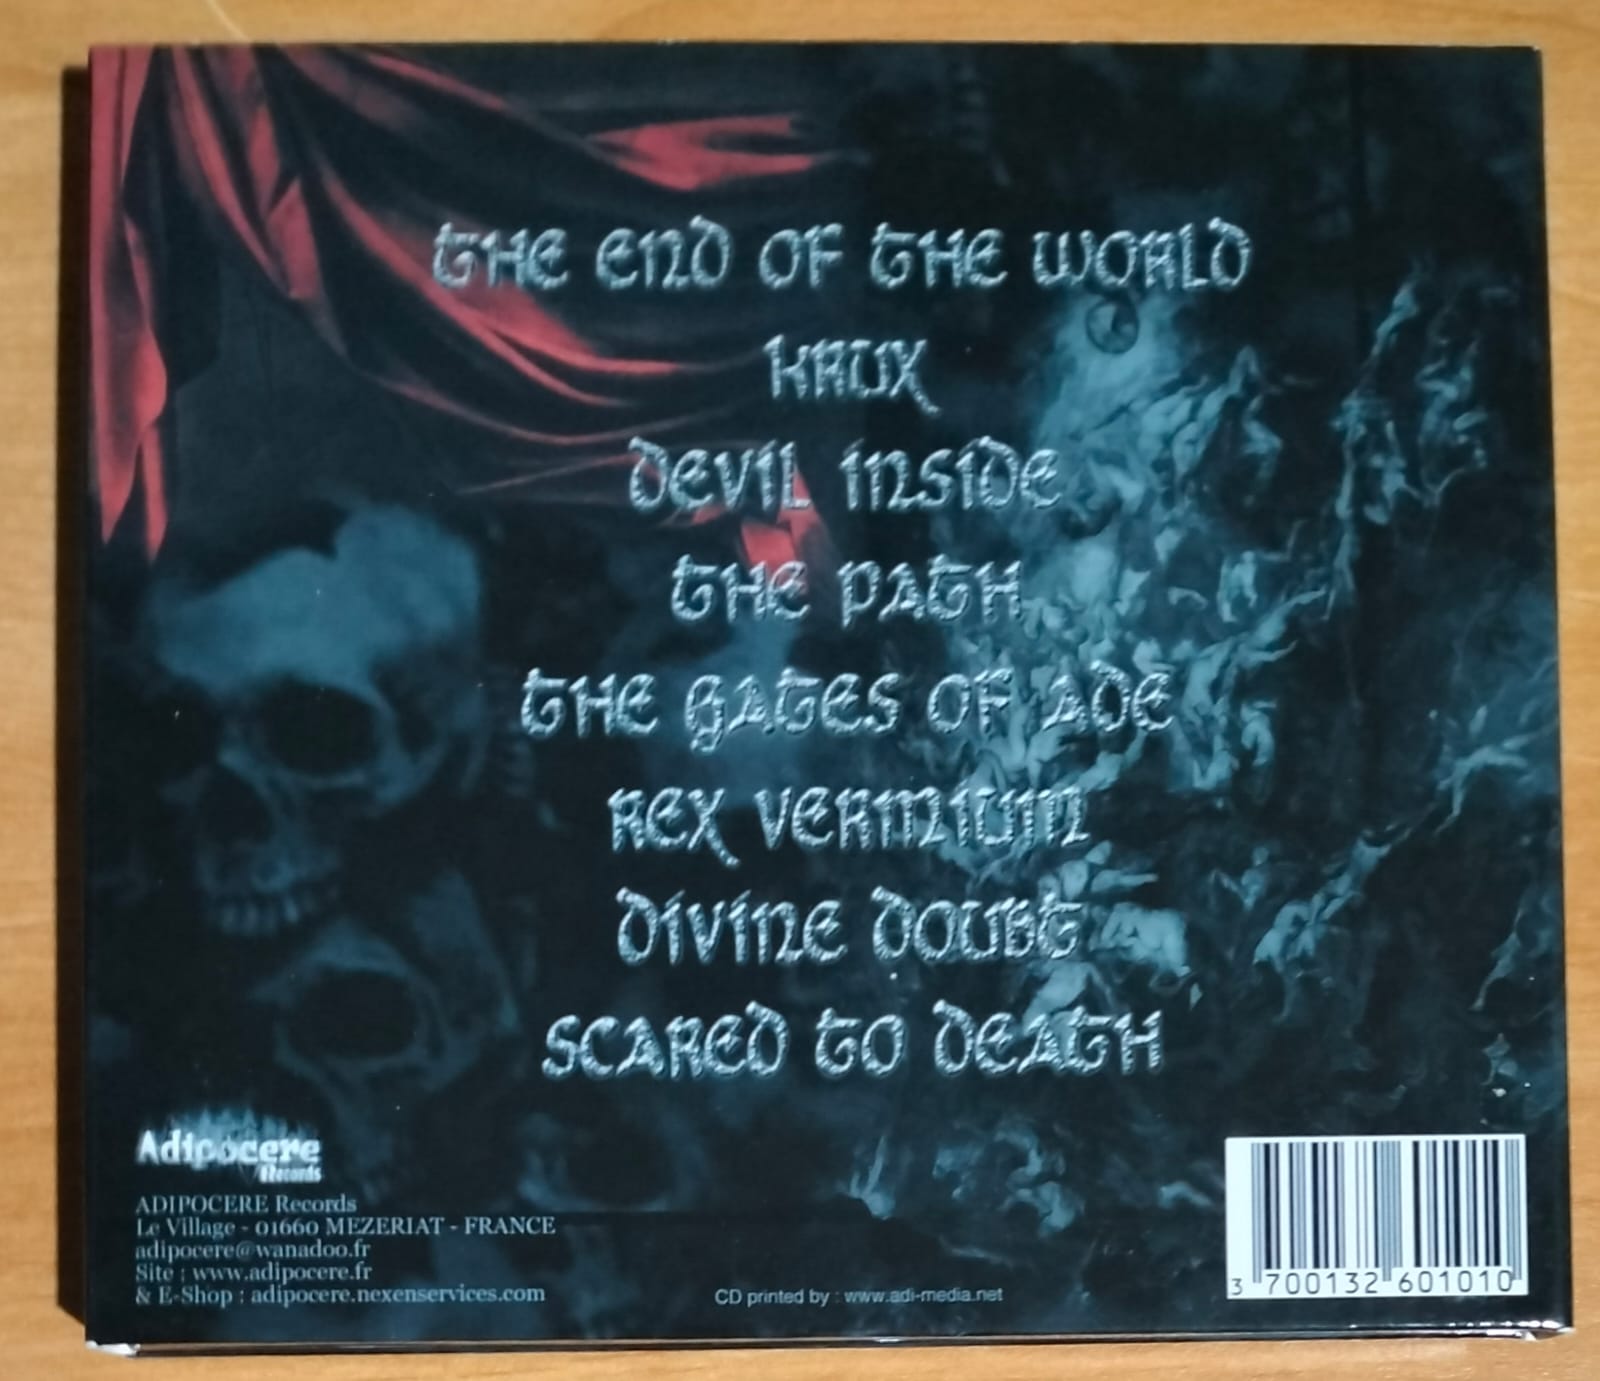 THE END OF THE WORLD
KRUX
DEVIL INSIDE
THE PATH
THE GATES OF ADE
REX VERMIUM
DIVINE DOUBT
SCARED TO DEATH
Adipocere
Records
ADIPOCERE Records
Le Village - 01660 MEZERIAT - FRANCE
adipocere@wanadoo.fr
Site : www.adipocere.fr
& E-Shop : adipocere.nexenservices.com
CD printed by : www.adi-media.net
3 700132 601010